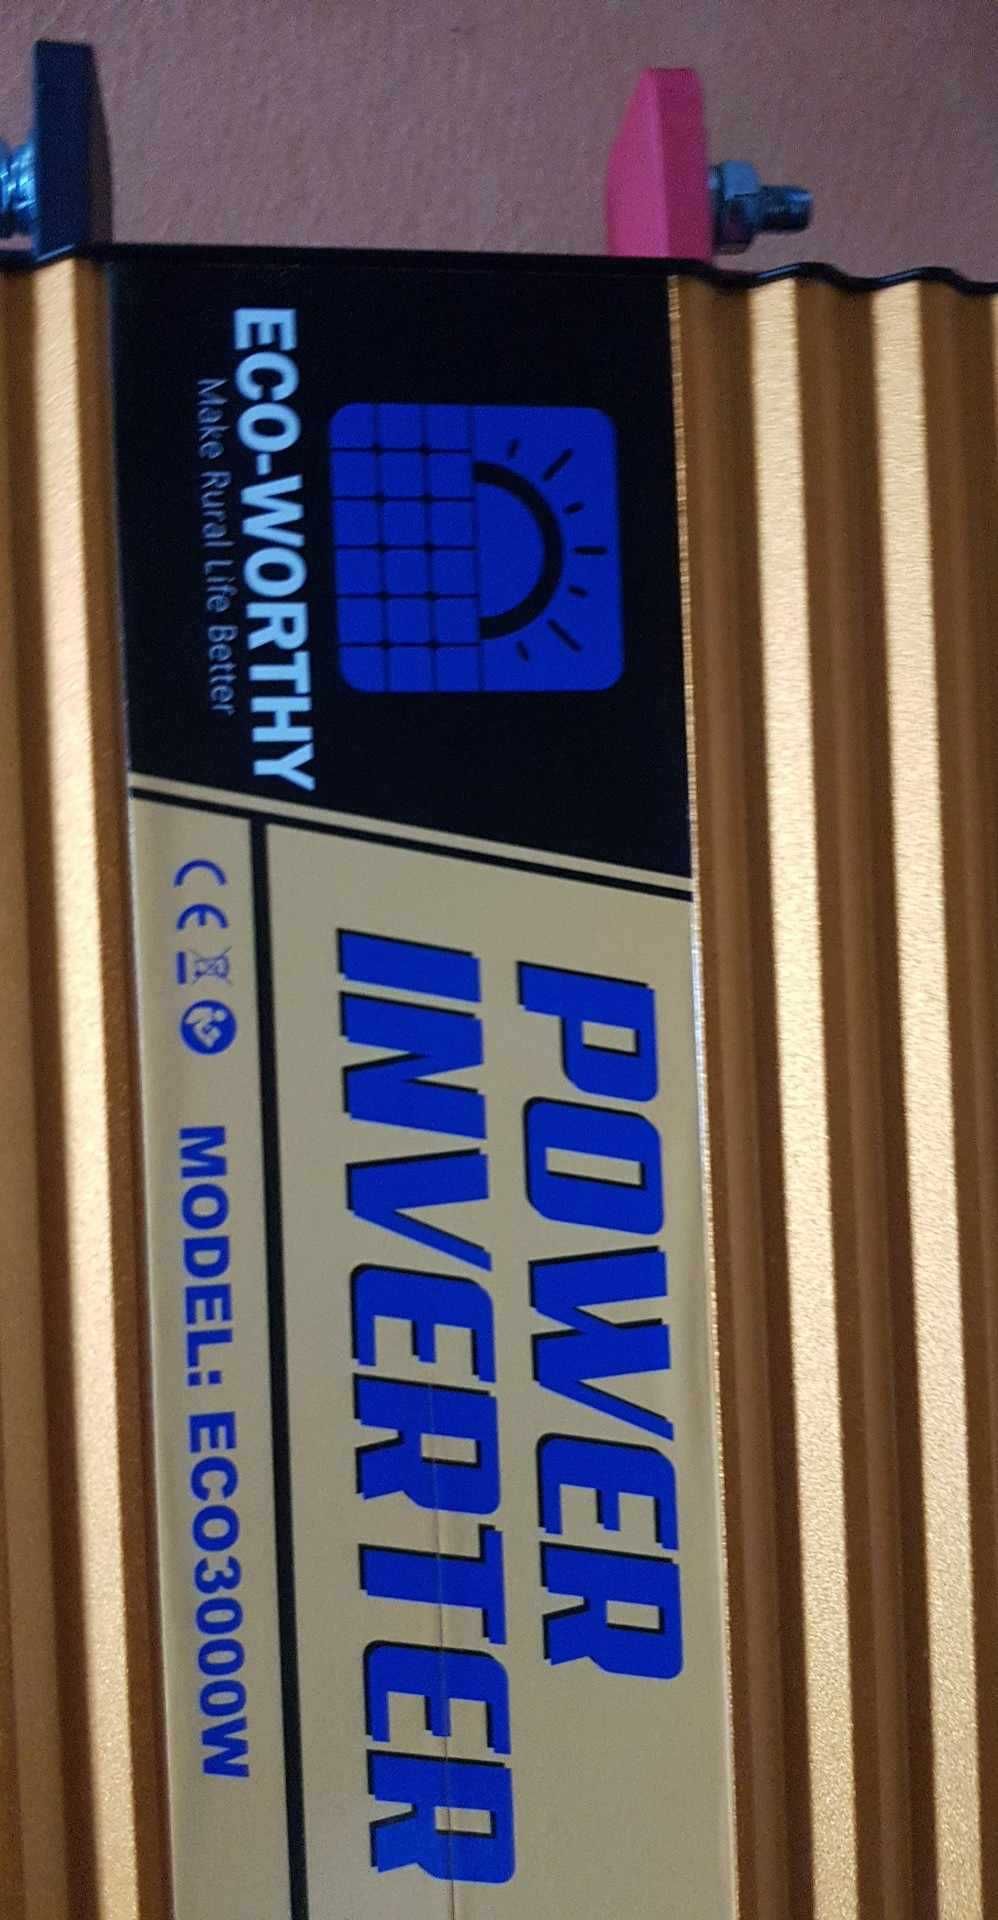 ECO-WORTHY
Make Rural Life Better
POWER
INVERTER
CE MODEL: ECO3000W